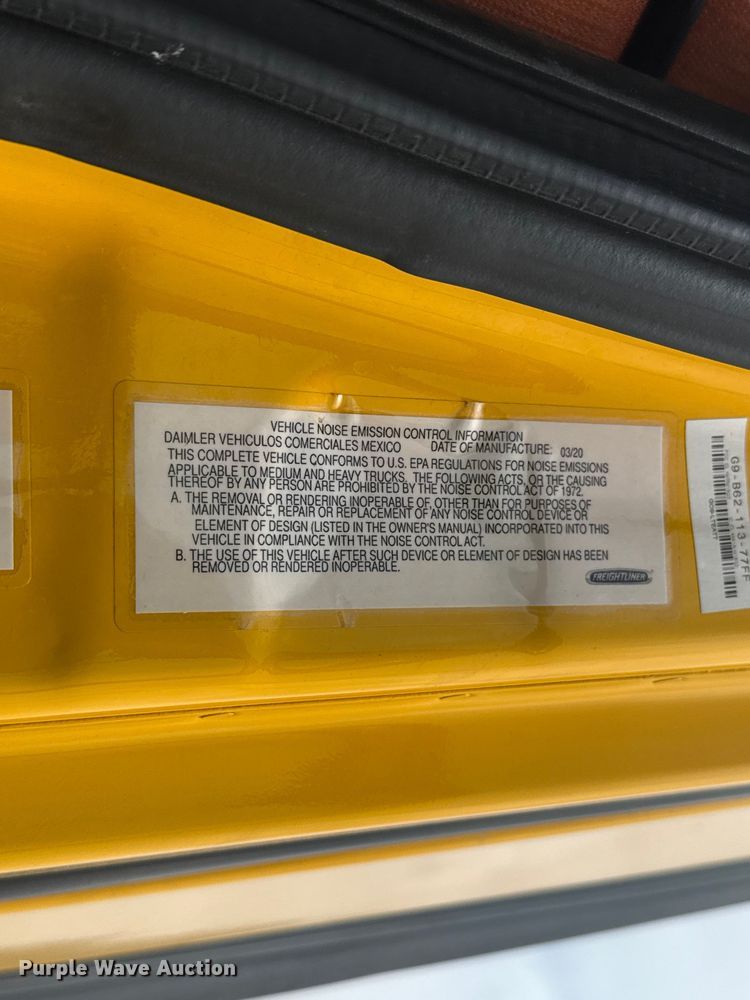 VEHICLE NOISE EMISSION CONTROL INFORMATION
DAIMLER VEHICULOS COMERCIALES MEXICO DATE OF MANUFACTURE: 03/20
THIS COMPLETE VEHICLE CONFORMS TO U.S. EPA REGULATIONS FOR NOISE EMISSIONS
APPLICABLE TO MEDIUM AND HEAVY TRUCKS. THE FOLLOWING ACTS, OR THE CAUSING
THEREOF BY ANY PERSON ARE PROHIBITED BY THE NOISE CONTROL ACT OF 1972.
A. THE REMOVAL OR RENDERING INOPERABLE OF, OTHER THAN FOR PURPOSES OF
MAINTENANCE, REPAIR OR REPLACEMENT OF ANY NOISE CONTROL DEVICE OR
ELEMENT OF DESIGN (LISTED IN THE OWNER'S MANUAL) INCORPORATED INTO THIS
VEHICLE IN COMPLIANCE WITH THE NOISE CONTROL ACT.
B. THE USE OF THIS VEHICLE AFTER SUCH DEVICE OR ELEMENT OF DESIGN HAS BEEN
REMOVED OR RENDERED INOPERABLE.
FREIGHTLINER
G9-B62-113-77FF
Purple Wave Auction